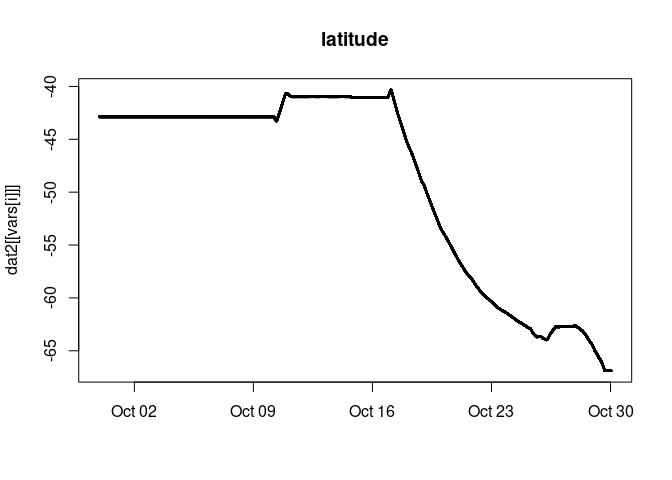 latitude
dat2[[vars[i]]]
-40
-45
-50
-55
-60
-65
Oct 02
Oct 09
Oct 16
Oct 23
Oct 30